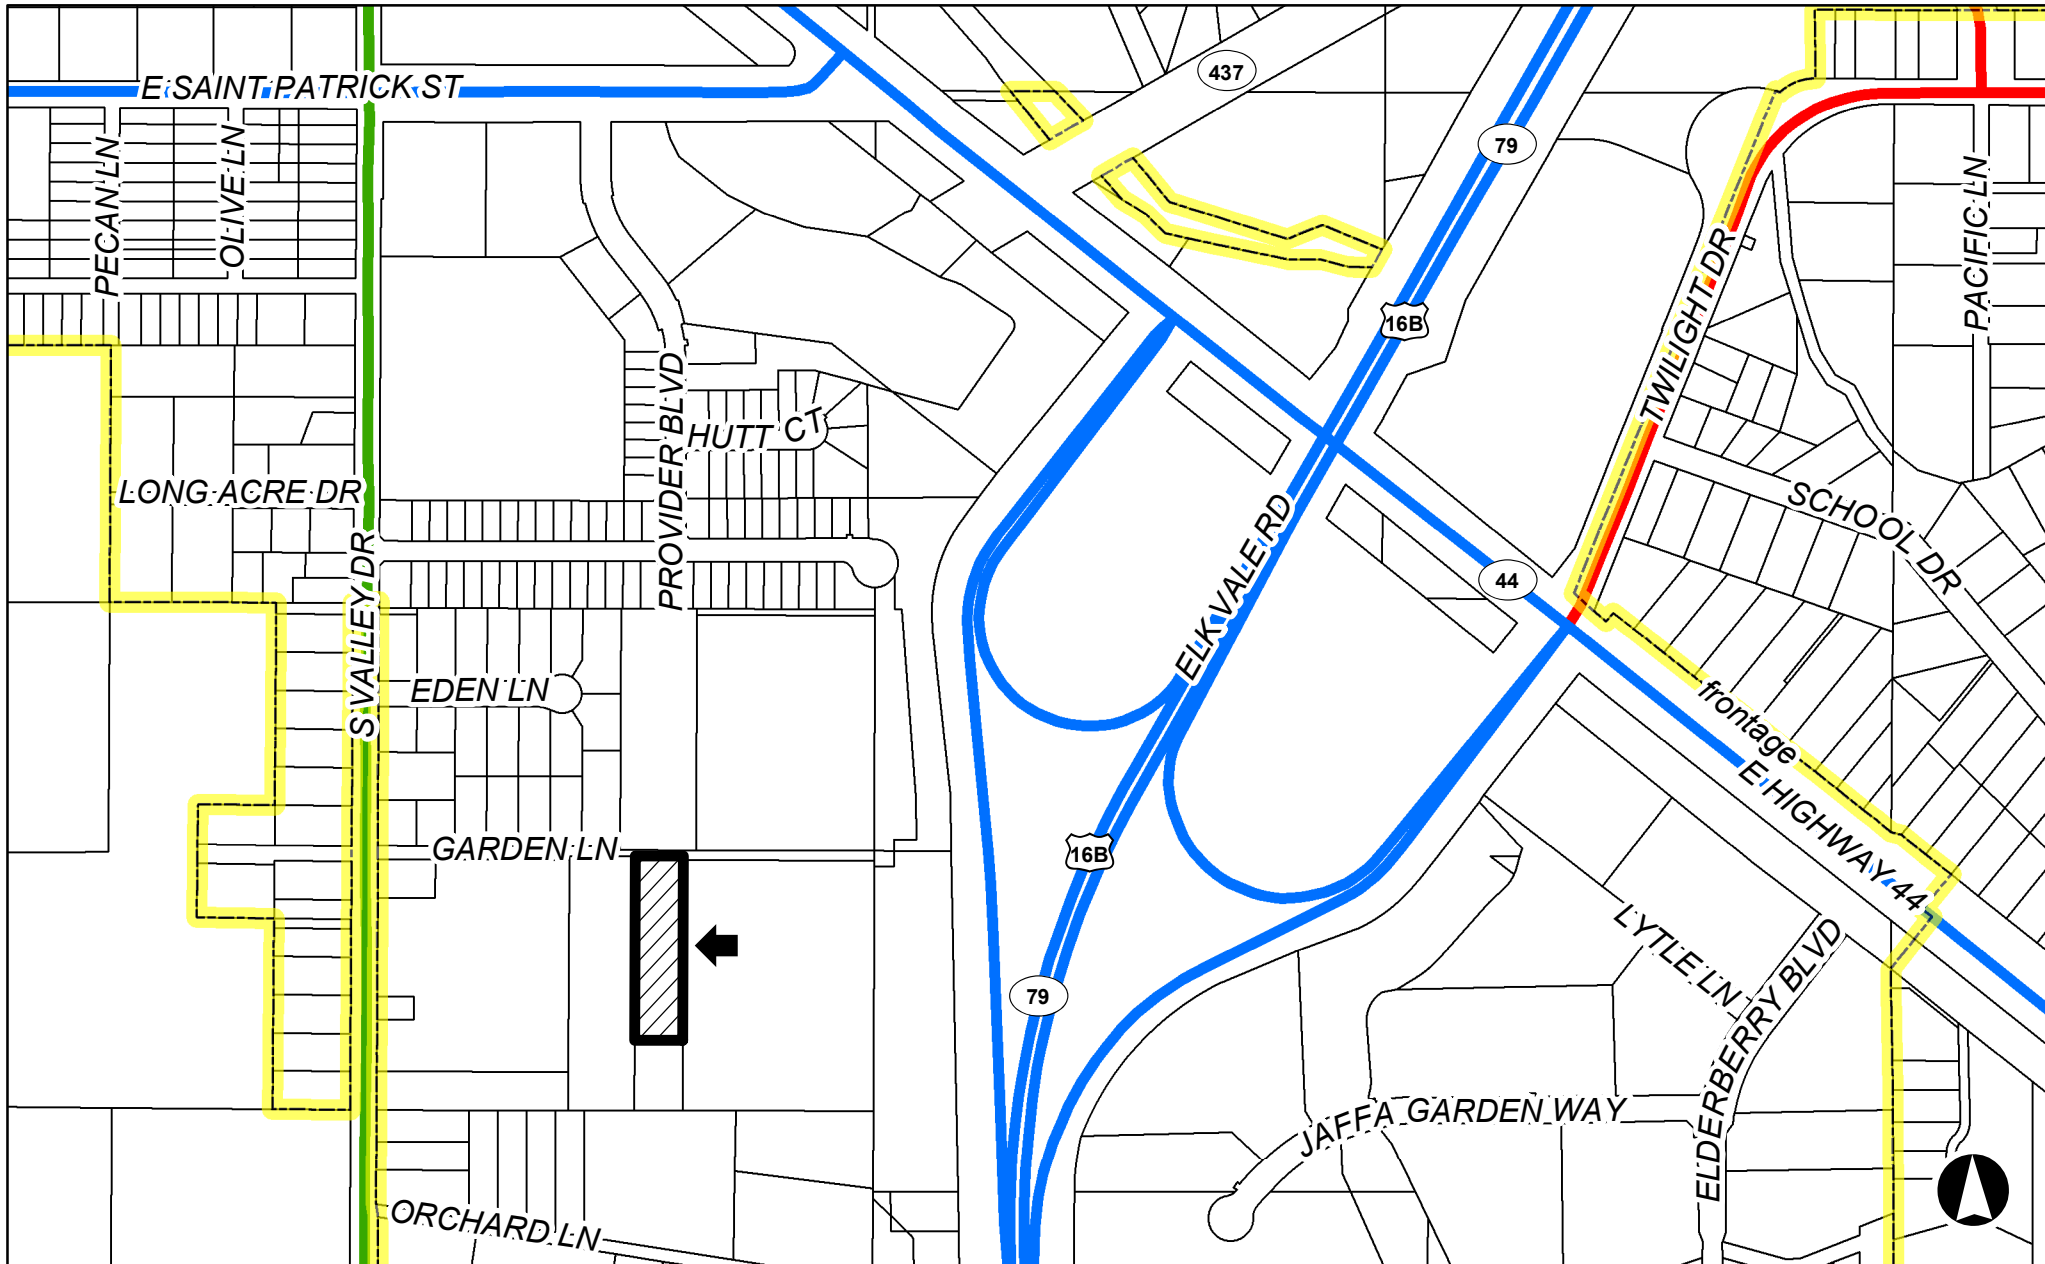 E SAINT PATRICK ST
437
79
PECAN LN
OLIVE LN
PACIFIC LN
TWILIGHT DR
16B
PROVIDER BLVD
HUTT CT
LONG ACRE DR
SCHOOL DR
S VALLEY DR
ELK VALE RD
44
EDEN LN
frontage
E HIGHWAY 44
GARDEN LN
16B
LYTLE LN
ELDERBERRY BLVD
79
JAFFA GARDEN WAY
ORCHARD LN